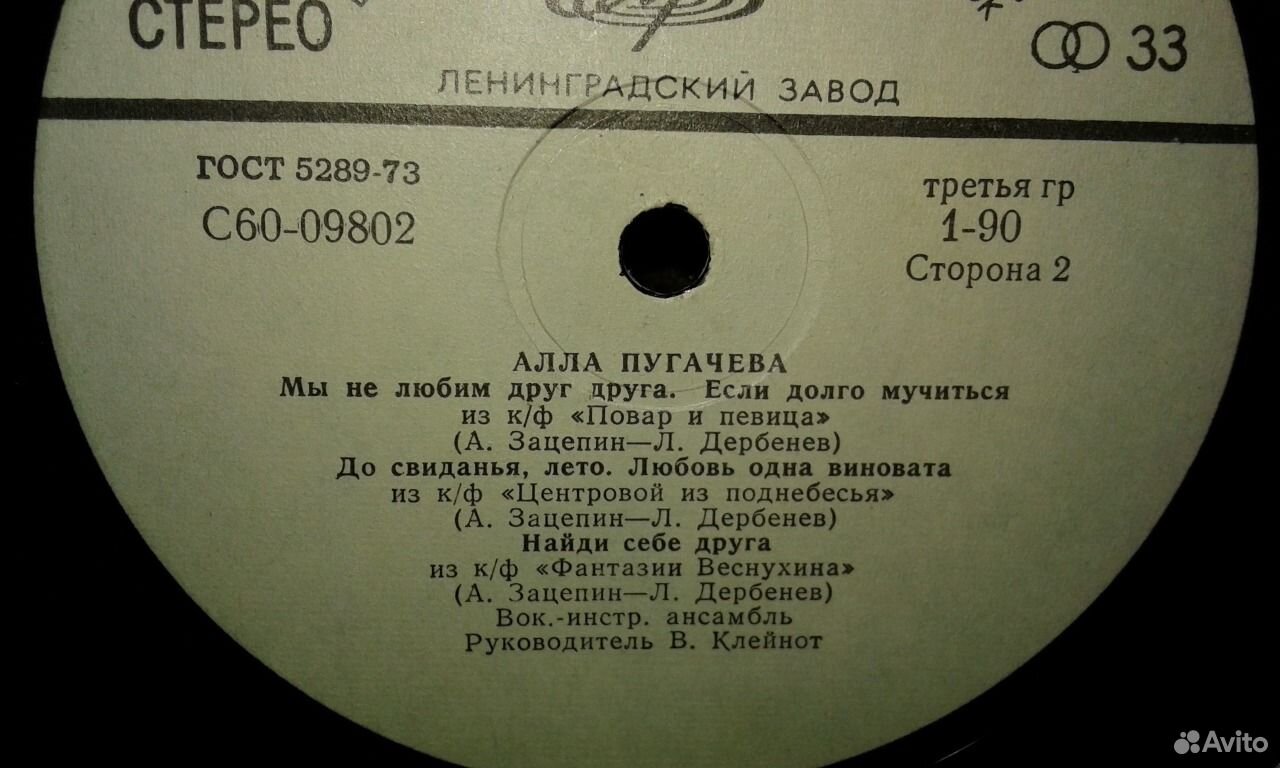 СТЕРЕО
33
ЛЕНИНГРАДСКИЙ ЗАВОД
ГОСТ 5289-73
С60-09802
третья гр
1-90
Сторона 2
АЛЛА ПУГАЧЕВА
Мы не любим друг друга. Если долго мучиться
из к/ф «Повар и певица»
(А. Зацепин—Л. Дербенев)
До свиданья, лето. Любовь одна виновата
из к/ф «Центровой из поднебесья»
(А. Зацепин—Л. Дербенев)
Найди себе друга
из к/ф «Фантазии Веснухина»
(А. Зацепин—Л. Дербенев)
Вок.-инстр. ансамбль
Руководитель В. Клейнот
Avito